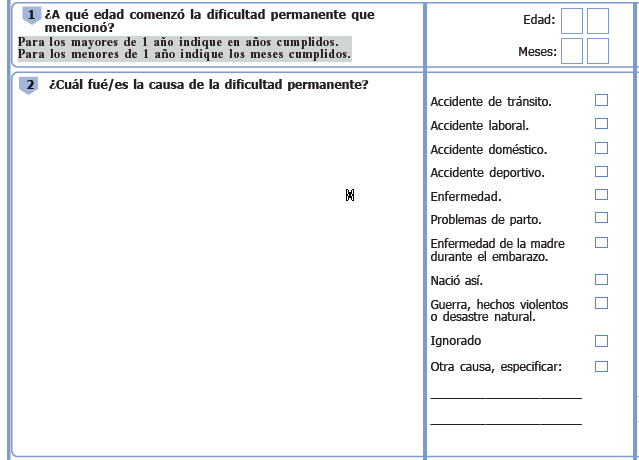 1 ¿A qué edad comenzó la dificultad permanente que
mencionó?
Para los mayores de 1 año indique en años cumplidos.
Para los menores de 1 año indique los meses cumplidos.
Edad:
Meses:
2 ¿Cuál fué/es la causa de la dificultad permanente?
Accidente de tránsito.
Accidente laboral.
Accidente doméstico.
Accidente deportivo.
Enfermedad.
Problemas de parto.
Enfermedad de la madre
durante el embarazo.
Nació así.
Guerra, hechos violentos
o desastre natural.
Ignorado
Otra causa, especificar: